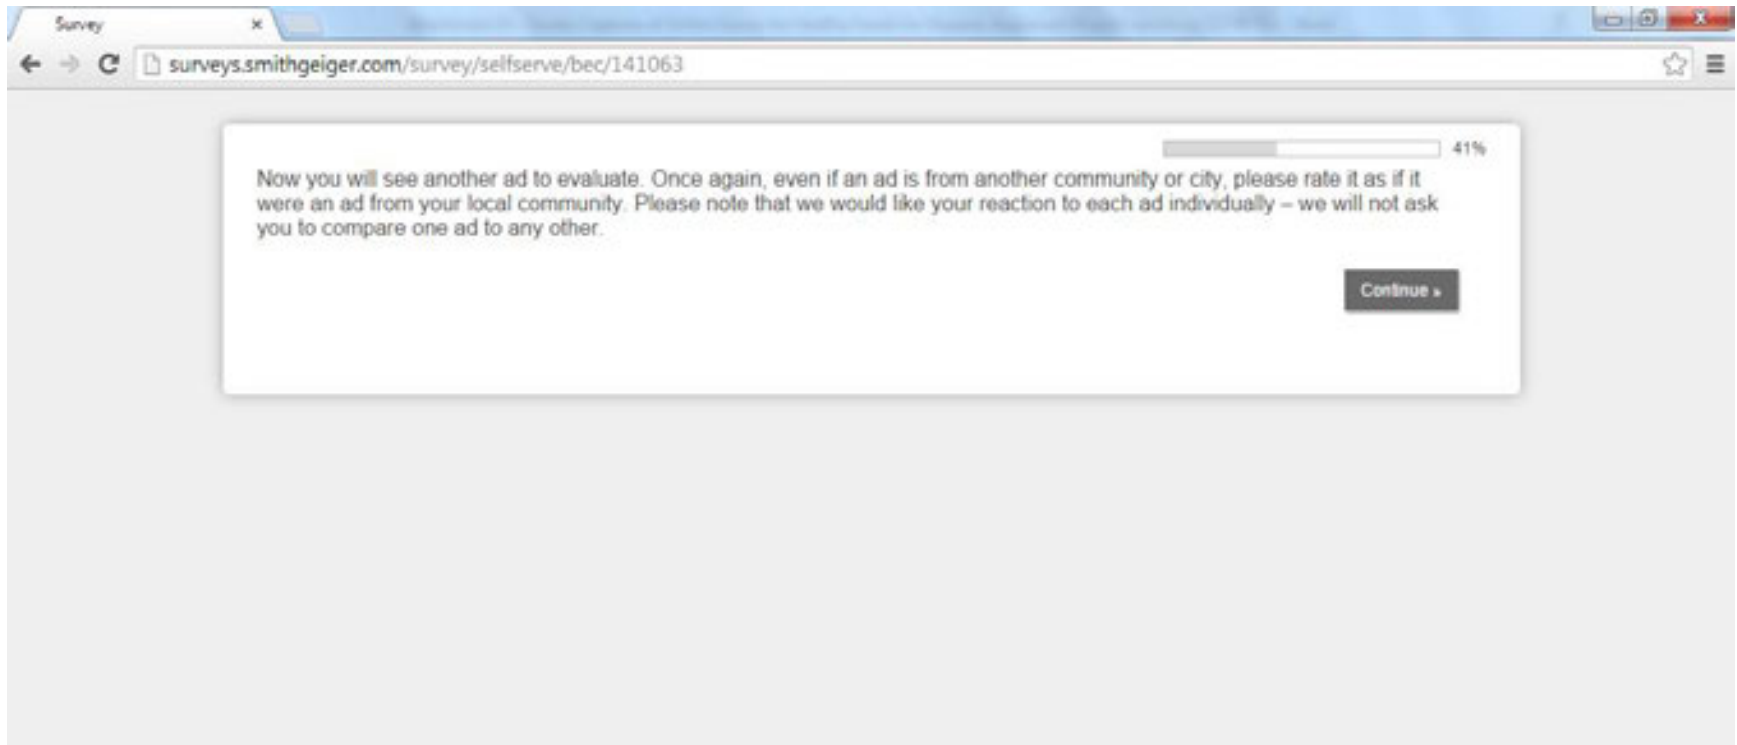 Survey
surveys.smithgeiger.com/survey/selfserve/bec/141063
41%
Now you will see another ad to evaluate. Once again, even if an ad is from another community or city, please rate it as if it
were an ad from your local community. Please note that we would like your reaction to each ad individually – we will not ask
you to compare one ad to any other.
Continue »